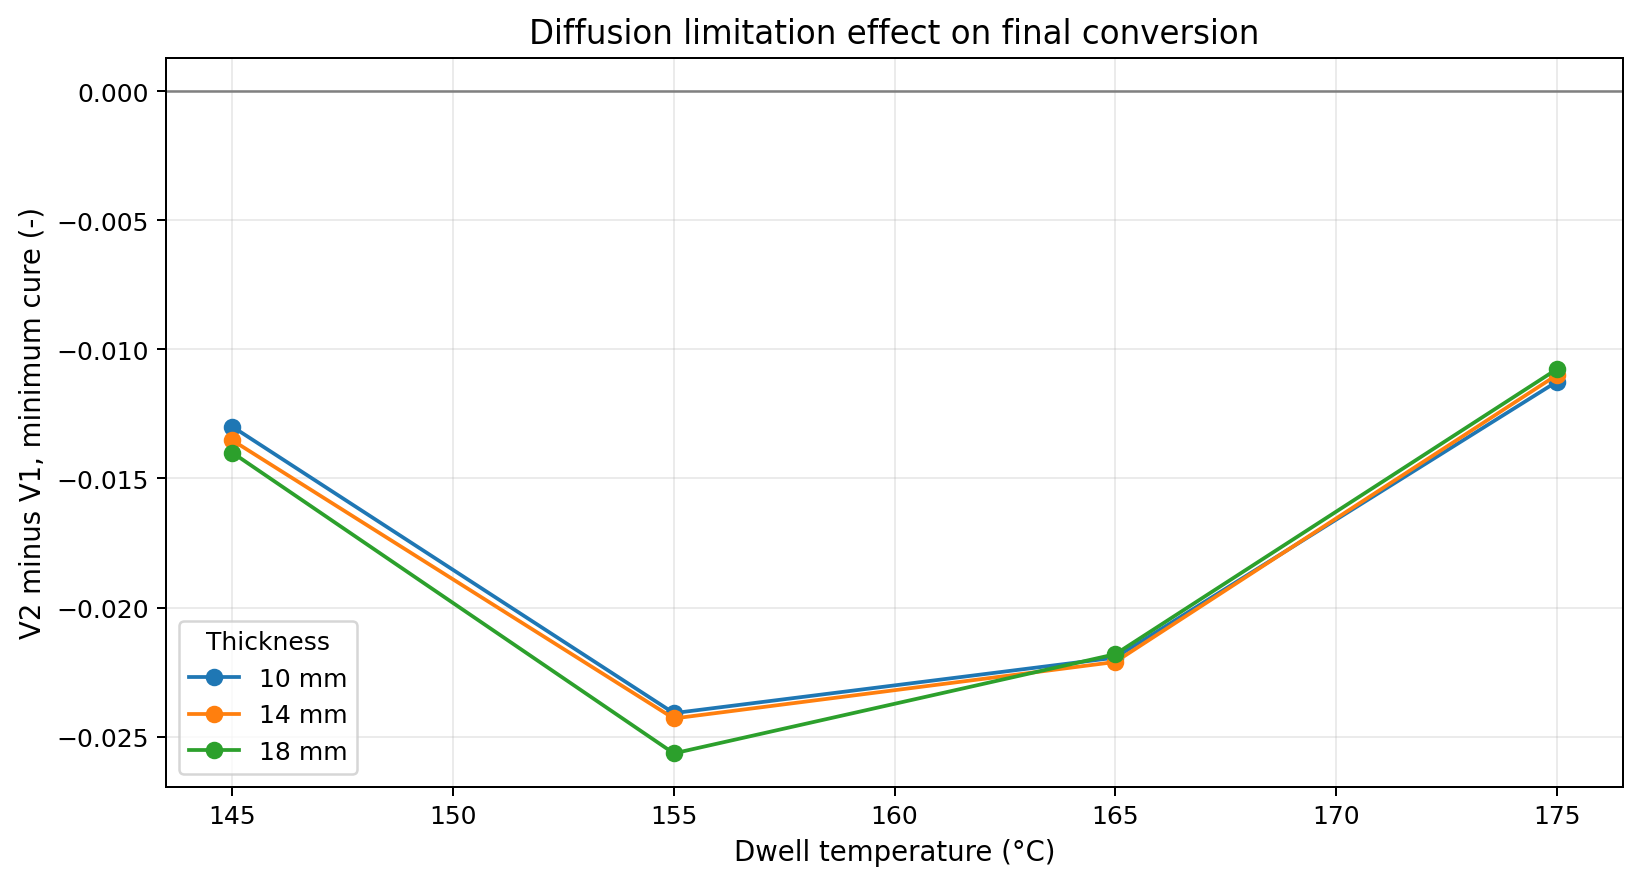 Diffusion limitation effect on final conversion
V2 minus V1, minimum cure (-)
0.000
−0.005
−0.010
−0.015
−0.020
−0.025
Thickness
10 mm
14 mm
18 mm
145 150 155 160 165 170 175
Dwell temperature (°C)